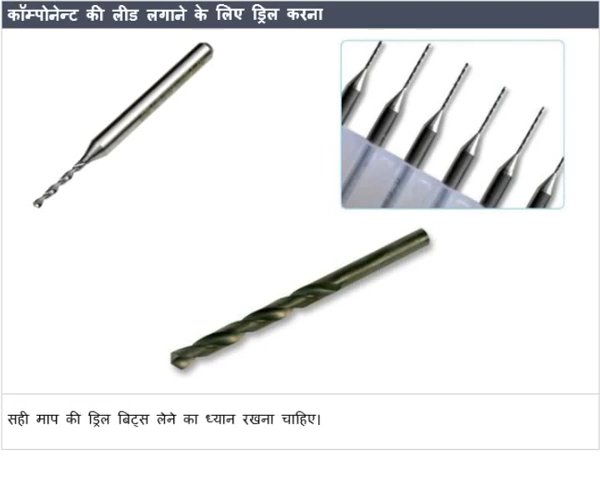 कॉम्पोनेन्ट की लीड लगाने के लिए ड्रिल करना
सही माप की ड्रिल बिट्स लेने का ध्यान रखना चाहिए।